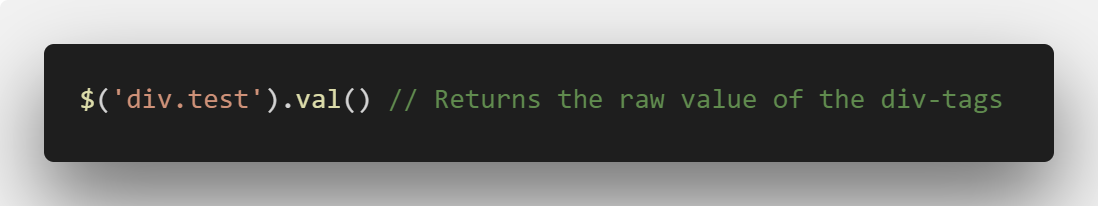 $('div.test').val() // Returns the raw value of the div-tags